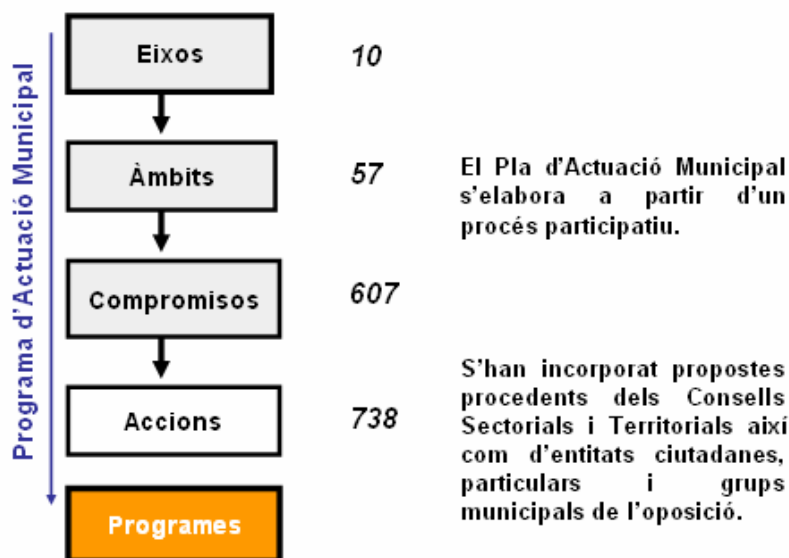 Programa d'Actuació Municipal
Eixos
10
Àmbits
57
El Pla d'Actuació Municipal
s'elabora a partir d'un
procés participatiu.
Compromisos
607
Accions
738
S'han incorporat propostes
procedents dels Consells
Sectorials i Territorials així
com d'entitats ciutadanes,
particulars i grups
municipals de l'oposició.
Programes